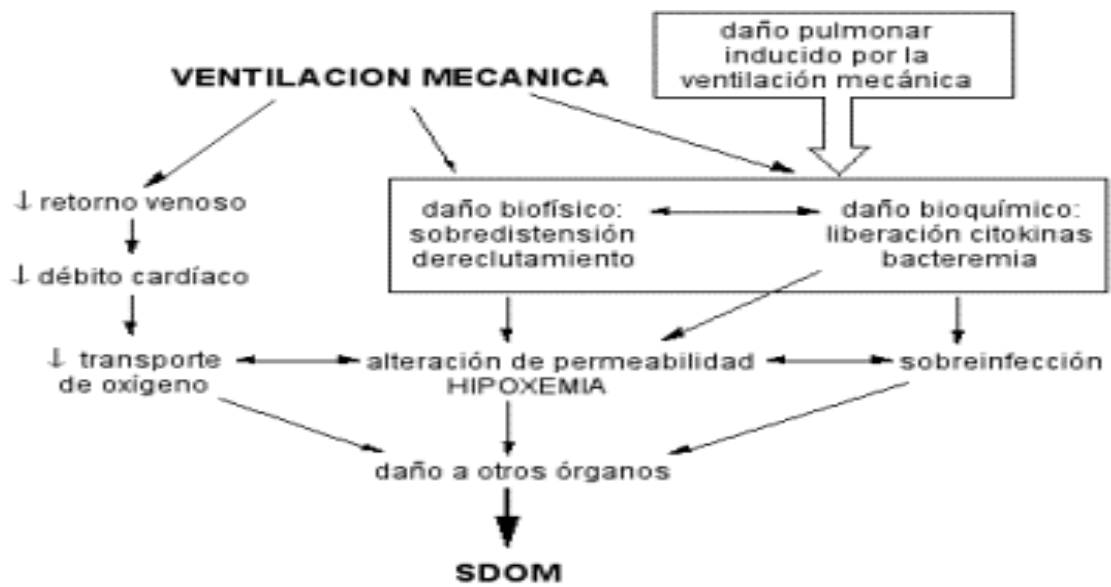 daño pulmonar
inducido por la
ventilación mecánica
VENTILACION MECANICA
↓ retorno venoso
daño biofísico:
sobredistensión
dereclutamiento
daño bioquímico:
liberación citokinas
bacteremia
↓ débito cardíaco
↓ transporte
de oxígeno
alteración de permeabilidad
HIPOXEMIA
sobreinfección
daño a otros órganos
SDOM